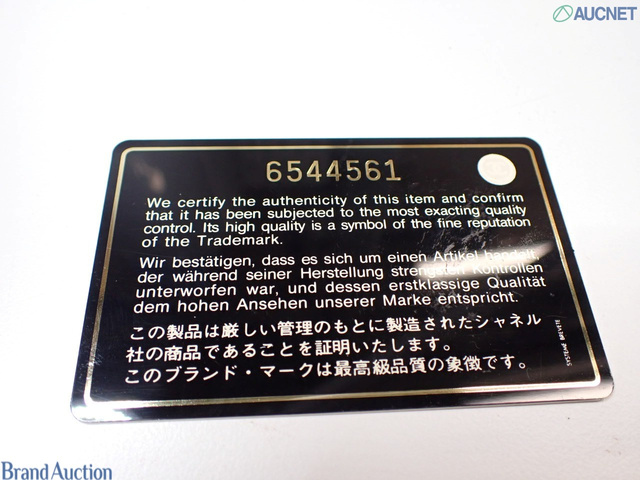 AUCNET
6544561
We certify the authenticity of this item and confirm
that it has been subjected to the most exacting quality
control. Its high quality is a symbol of the fine reputation
of the Trademark.
Wir bestätigen, dass es sich um einen Artikel handelt,
der während seiner Herstellung strengsten Kontrollen
unterworfen war, und dessen erstklassige Qualität
dem hohen Ansehen unserer Marke entspricht.
この製品は厳しい管理のもとに製造されたシャネル
社の商品であることを証明いたします。
このブランド・マークは最高級品質の象徴です。
SYSTEME BREVETE
Brand Auction